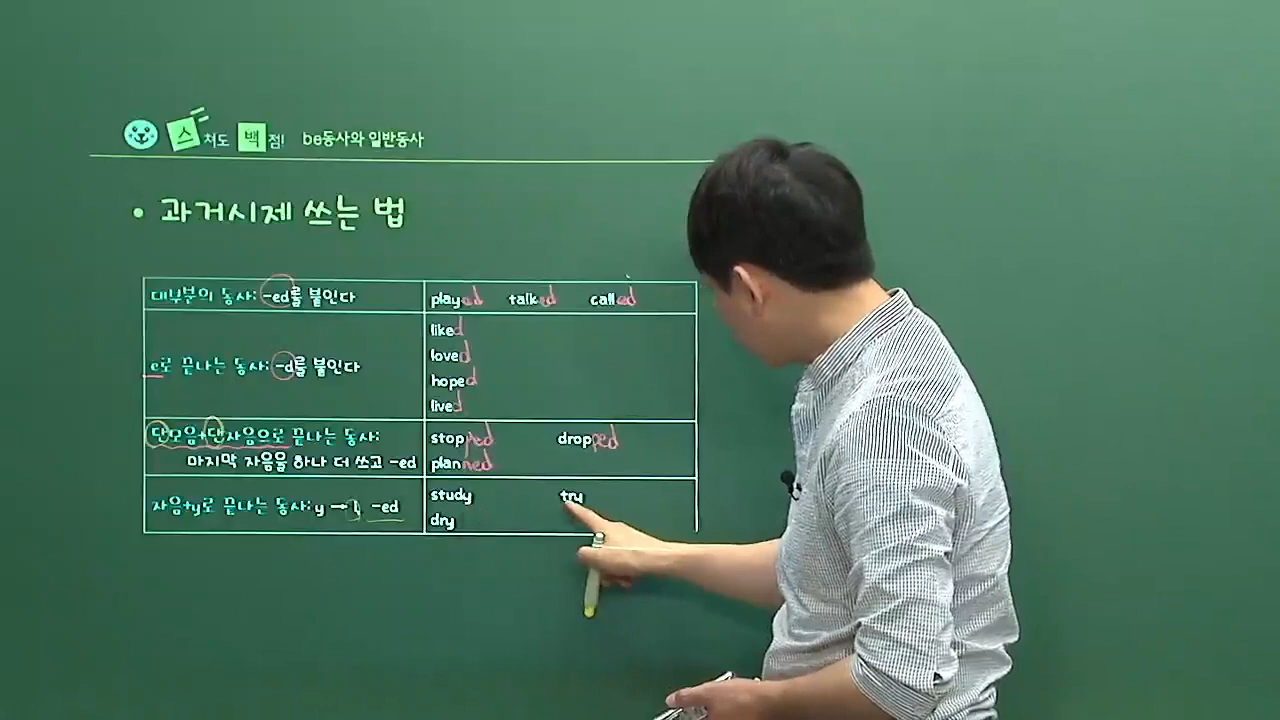 스쳐도 백점! be동사와 일반동사
• 과거시제 쓰는 법
대부분의 동사: -ed를 붙인다
played talked called
e로 끝나는 동사: -d를 붙인다
liked
loved
hoped
lived
단모음+단자음으로 끝나는 동사:
마지막 자음을 하나 더 쓰고 -ed
stopped dropped
planned
자음+y로 끝나는 동사: y → i, -ed
study try
dry